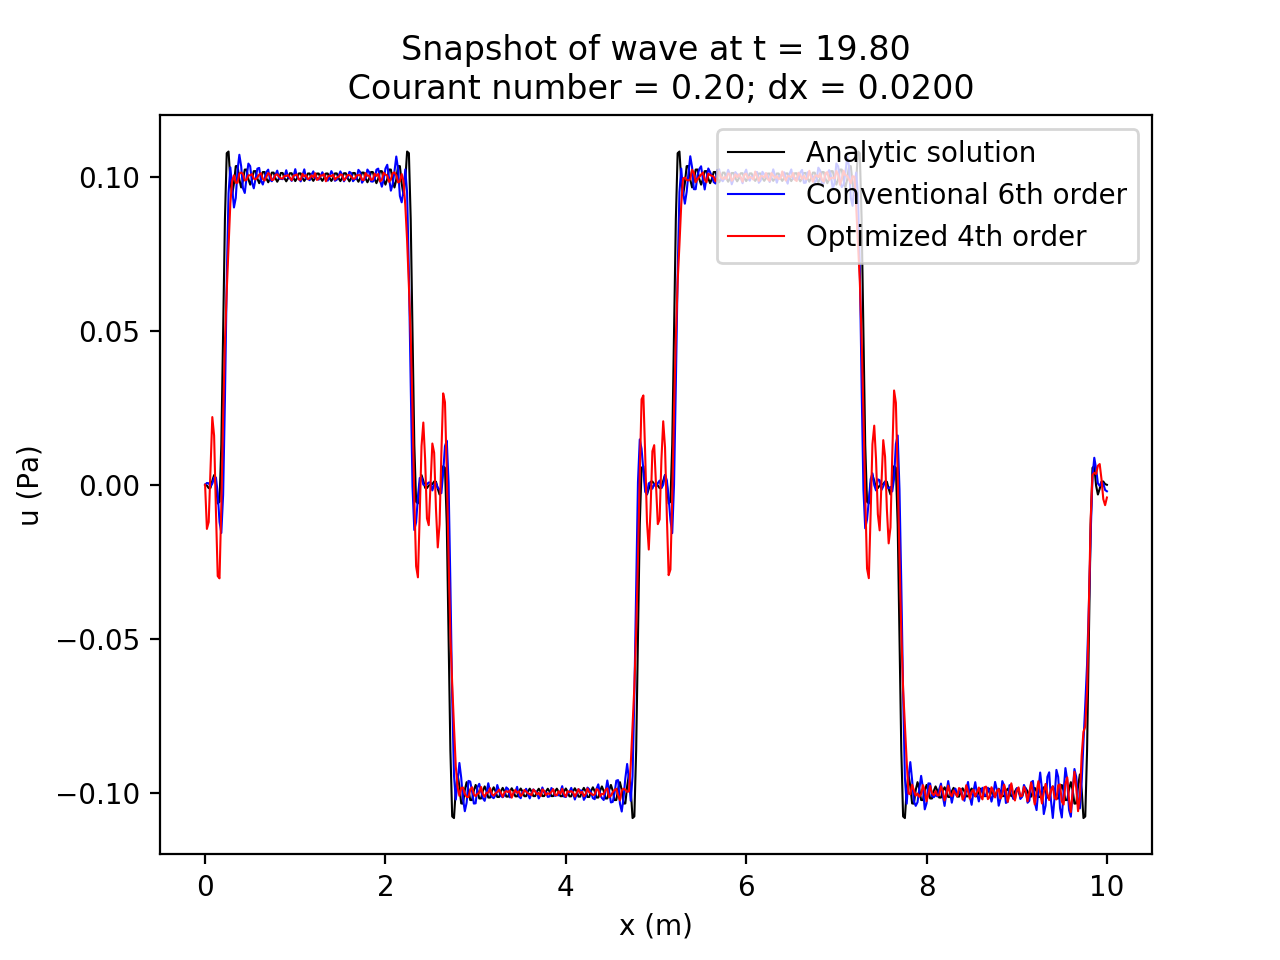 Snapshot of wave at t = 19.80
Courant number = 0.20; dx = 0.0200
Analytic solution
Conventional 6th order
Optimized 4th order
0.10
0.05
0.00
−0.05
−0.10
u (Pa)
0 2 4 6 8 10
x (m)